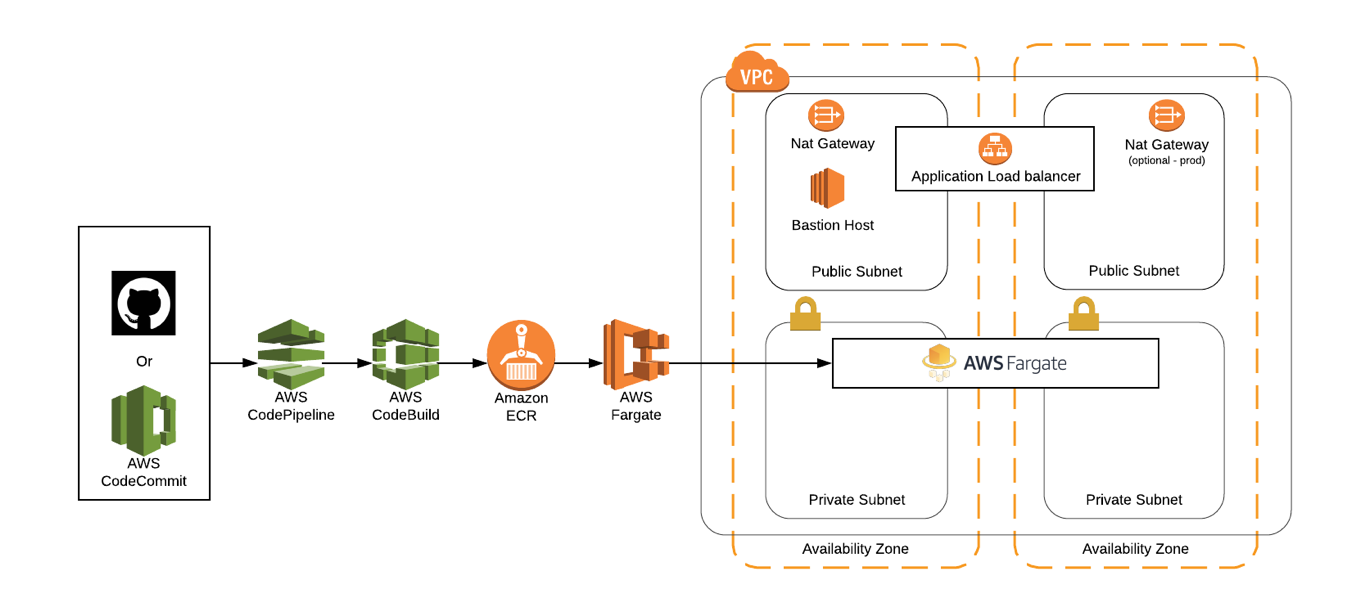 VPC
Nat Gateway
Bastion Host
Public Subnet
Application Load balancer
Nat Gateway
(optional - prod)
Public Subnet
Or
AWS
CodeCommit
AWS
CodePipeline
AWS
CodeBuild
Amazon
ECR
AWS
Fargate
AWS Fargate
Private Subnet
Private Subnet
Availability Zone
Availability Zone